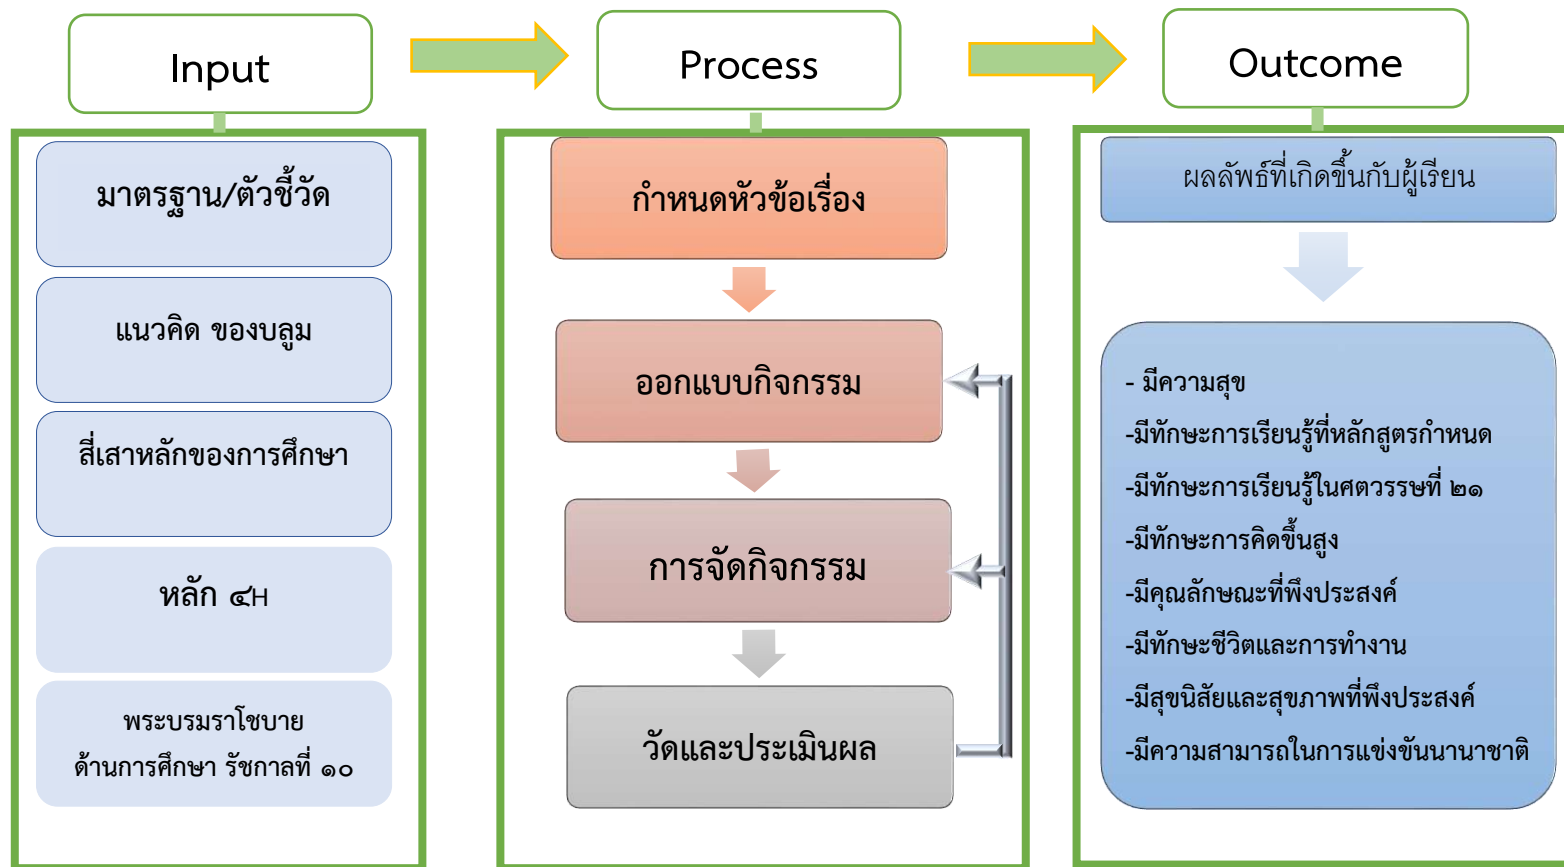 Input
Process
Outcome
มาตรฐาน/ตัวชี้วัด
แนวคิด ของบลูม
สี่เสาหลักของการศึกษา
หลัก ๔H
พระบรมราโชบาย
ด้านการศึกษา รัชกาลที่ ๑๐
กำหนดหัวข้อเรื่อง
ออกแบบกิจกรรม
การจัดกิจกรรม
วัดและประเมินผล
ผลลัพธ์ที่เกิดขึ้นกับผู้เรียน
- มีความสุข
-มีทักษะการเรียนรู้ที่หลักสูตรกำหนด
-มีทักษะการเรียนรู้ในศตวรรษที่ ๒๑
-มีทักษะการคิดขึ้นสูง
-มีคุณลักษณะที่พึงประสงค์
-มีทักษะชีวิตและการทำงาน
-มีสุขนิสัยและสุขภาพที่พึงประสงค์
-มีความสามารถในการแข่งขันนานาชาติ